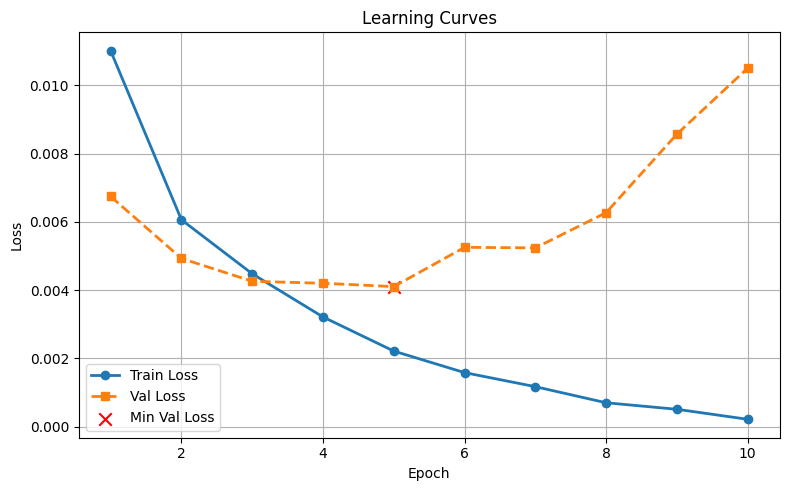 Learning Curves
Loss
0.010
0.008
0.006
0.004
0.002
0.000
Train Loss
Val Loss
Min Val Loss
2 4 6 8 10
Epoch